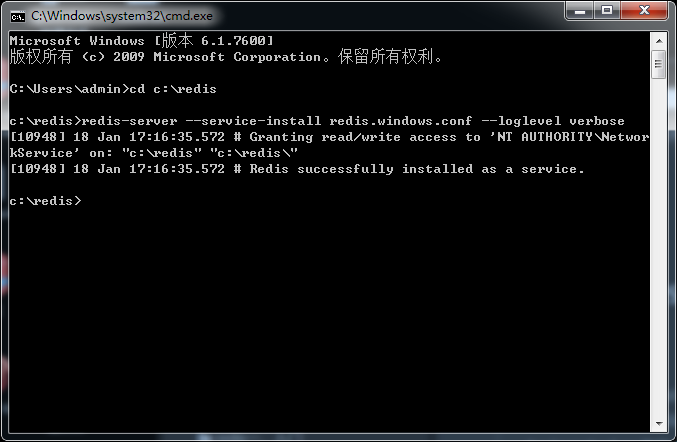 C:\Windows\system32\cmd.exe
Microsoft Windows [版本 6.1.7600]
版权所有 (c) 2009 Microsoft Corporation。保留所有权利。
C:\Users\admin>cd c:\redis
c:\redis>redis-server --service-install redis.windows.conf --loglevel verbose
[10948] 18 Jan 17:16:35.572 # Granting read/write access to 'NT AUTHORITY\Networ
kService' on: "c:\redis" "c:\redis\"
[10948] 18 Jan 17:16:35.572 # Redis successfully installed as a service.
c:\redis>